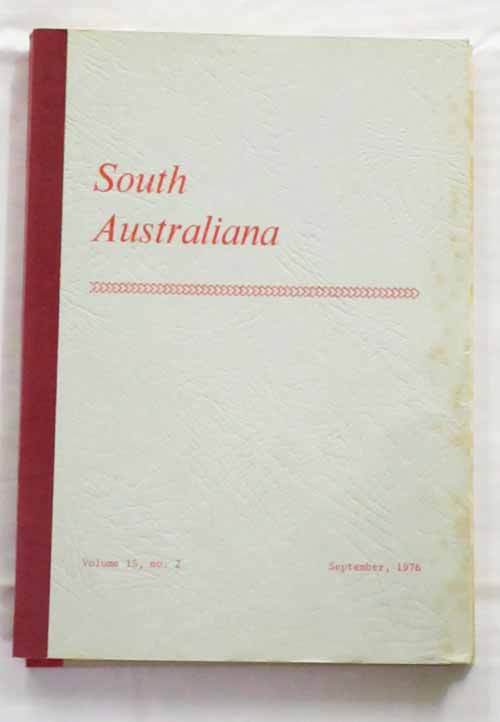 South
Australiana
Volume 15, no. 2
September, 1976